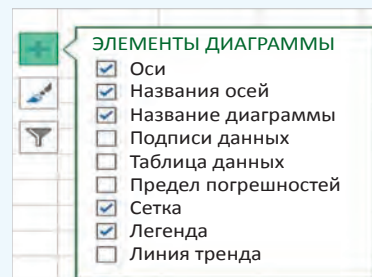 ЭЛЕМЕНТЫ ДИАГРАММЫ
Оси
Названия осей
Название диаграммы
Подписи данных
Таблица данных
Предел погрешностей
Сетка
Легенда
Линия тренда